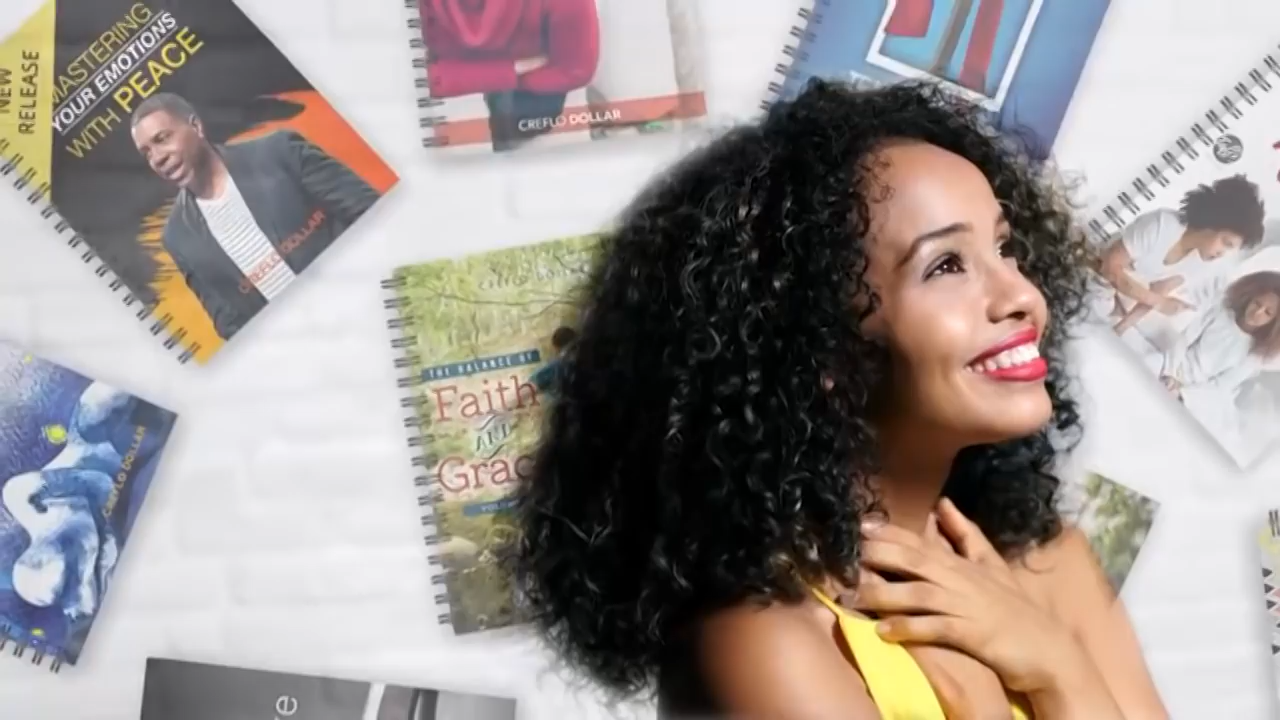 NEW
RELEASE
MASTERING
YOUR EMOTIONS
WITH PEACE
CREFLO DOLLAR
CREFLO DOLLAR
THE BALANCE OF
Faith
AND
Grac
CREFLO DOLLAR